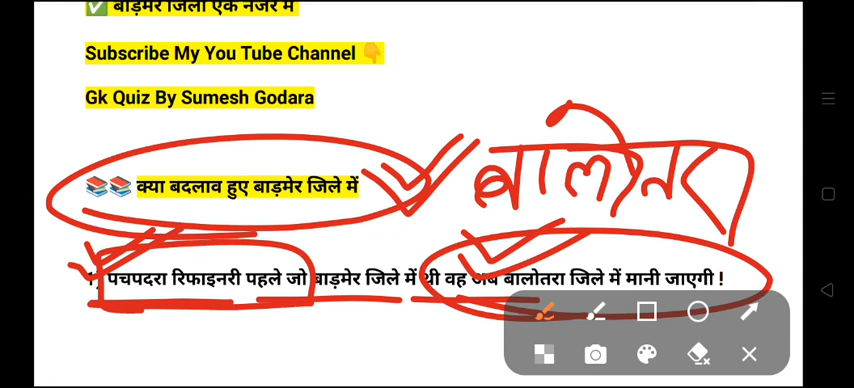 ✅ बाड़मेर जिला एक नजर में
Subscribe My You Tube Channel 👇
Gk Quiz By Sumesh Godara
बालोतरा
📚📚 क्या बदलाव हुए बाड़मेर जिले में
1) पचपदरा रिफाइनरी पहले जो बाड़मेर जिले में थी वह अब बालोतरा जिले में मानी जाएगी !